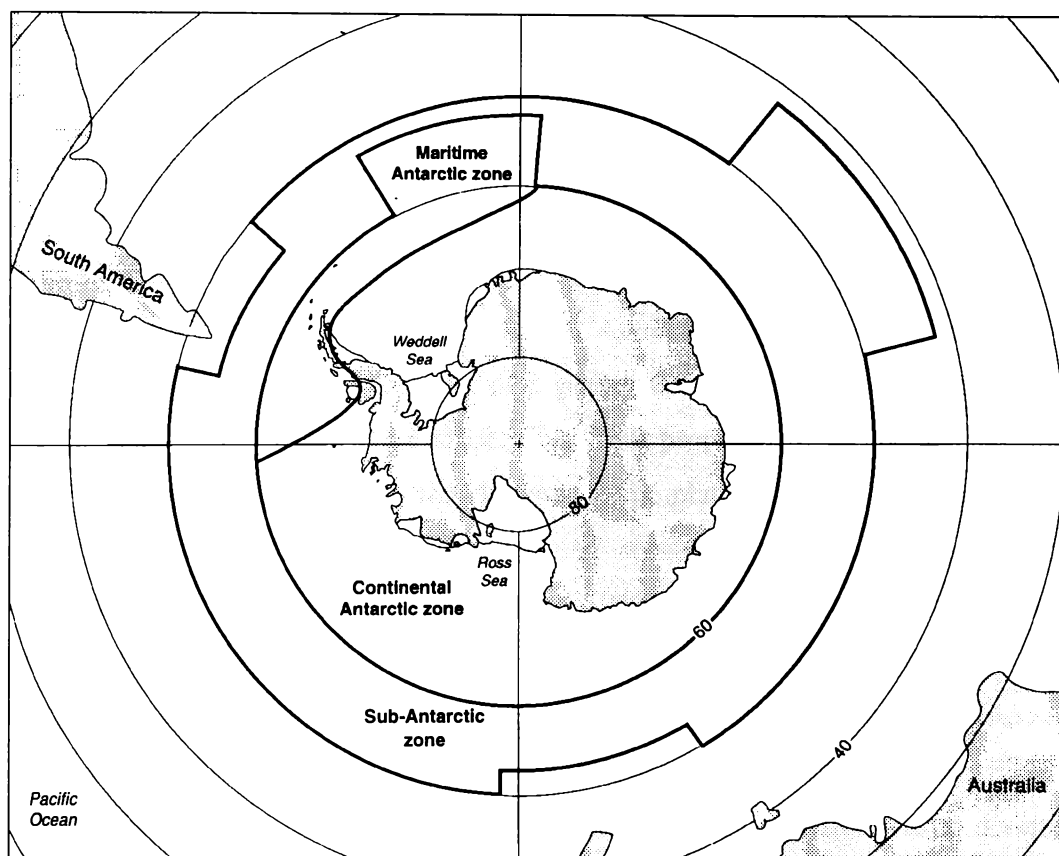 Maritime
Antarctic zone
South America
Weddell
Sea
80
Ross
Sea
Continental
Antarctic zone
60
Sub-Antarctic
zone
40
Australia
Pacific
Ocean